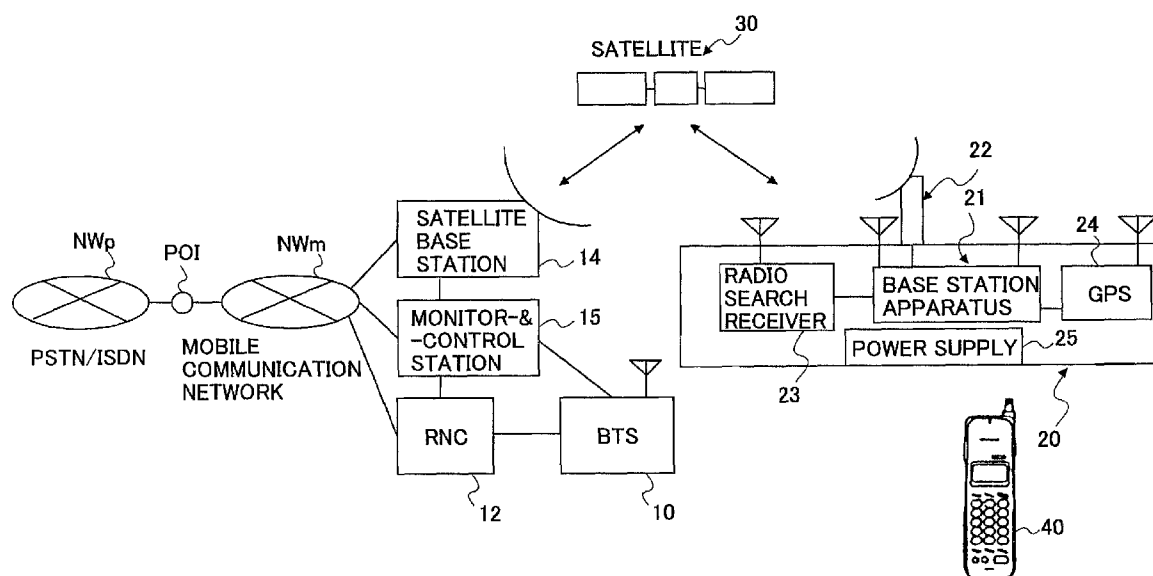 30
SATELLITE
22
21
24
SATELLITE
BASE
STATION
14
NWp
POI
NWm
RADIO
SEARCH
RECEIVER
BASE STATION
APPARATUS
GPS
MONITOR-&
-CONTROL
STATION
15
PSTN/ISDN
MOBILE
COMMUNICATION
NETWORK
POWER SUPPLY
25
23
20
RNC
BTS
12
10
40